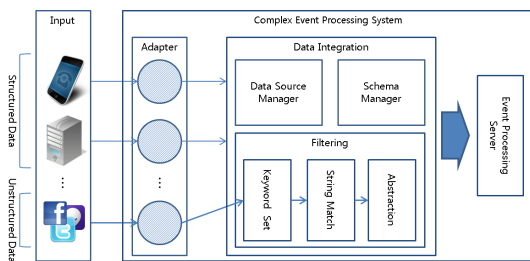 Input
Complex Event Processing System
Adapter
Data Integration
Structured Data
Data Source
Manager
Schema
Manager
Event Processing
Server
Filtering
Keyword Set
String Match
Abstraction
...
...
Unstructured Data
f
t